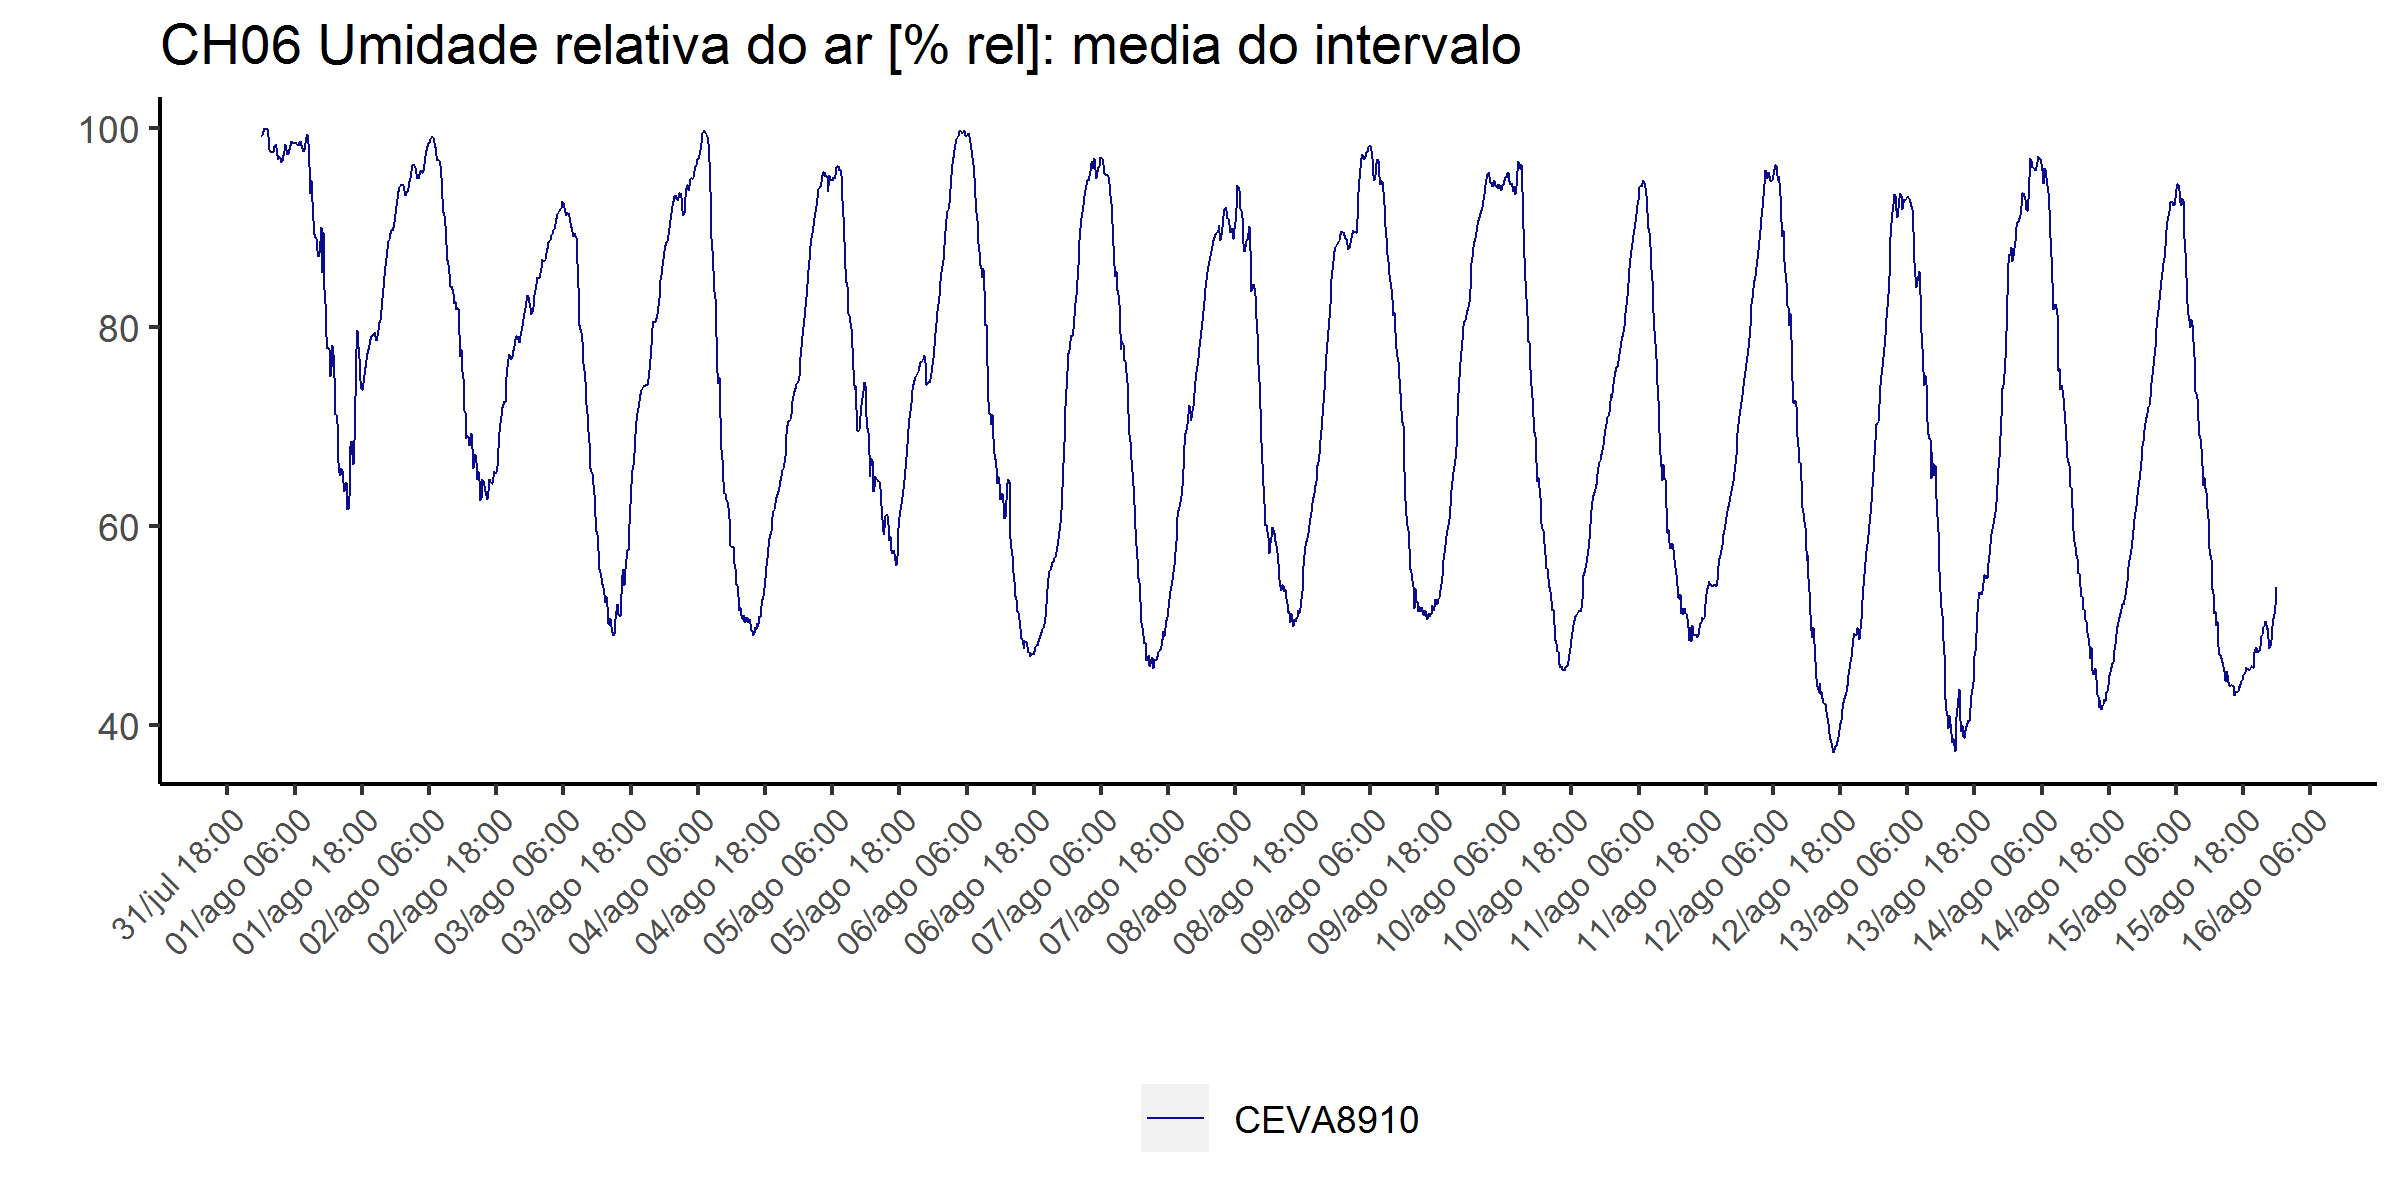 CH06 Umidade relativa do ar [% rel]: media do intervalo
100
80
60
40
31/jul 18:00
01/ago 06:00
01/ago 18:00
02/ago 06:00
02/ago 18:00
03/ago 06:00
03/ago 18:00
04/ago 06:00
04/ago 18:00
05/ago 06:00
05/ago 18:00
06/ago 06:00
06/ago 18:00
07/ago 06:00
07/ago 18:00
08/ago 06:00
08/ago 18:00
09/ago 06:00
09/ago 18:00
10/ago 06:00
10/ago 18:00
11/ago 06:00
11/ago 18:00
12/ago 06:00
12/ago 18:00
13/ago 06:00
13/ago 18:00
14/ago 06:00
14/ago 18:00
15/ago 06:00
15/ago 18:00
16/ago 06:00
CEVA8910